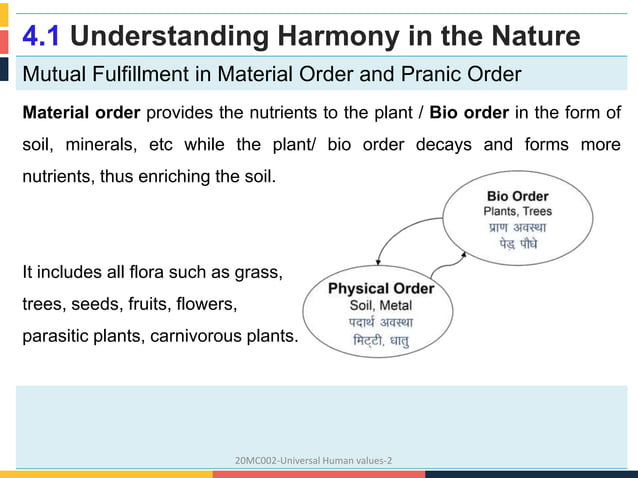 4.1 Understanding Harmony in the Nature
Mutual Fulfillment in Material Order and Pranic Order
Material order provides the nutrients to the plant / Bio order in the form of
soil, minerals, etc while the plant/ bio order decays and forms more
nutrients, thus enriching the soil.
Bio Order
Plants, Trees
प्राण अवस्था
पेड़ पौधे
It includes all flora such as grass,
trees, seeds, fruits, flowers,
parasitic plants, carnivorous plants.
Physical Order
Soil, Metal
पदार्थ अवस्था
मिट्टी, धातु
20MC002-Universal Human values-2